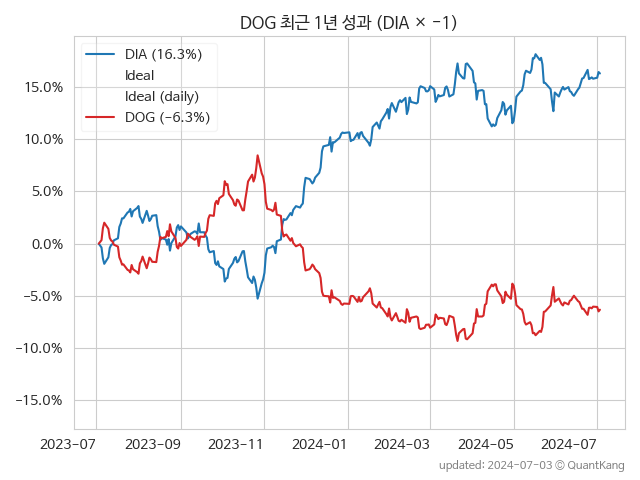 DOG 최근 1년 성과 (DIA × −1)
DIA (16.3%)
Ideal
Ideal (daily)
DOG (−6.3%)
15.0%
10.0%
5.0%
0.0%
−5.0%
−10.0%
−15.0%
2023-07 2023-09 2023-11 2024-01 2024-03 2024-05 2024-07
updated: 2024-07-03 © QuantKang